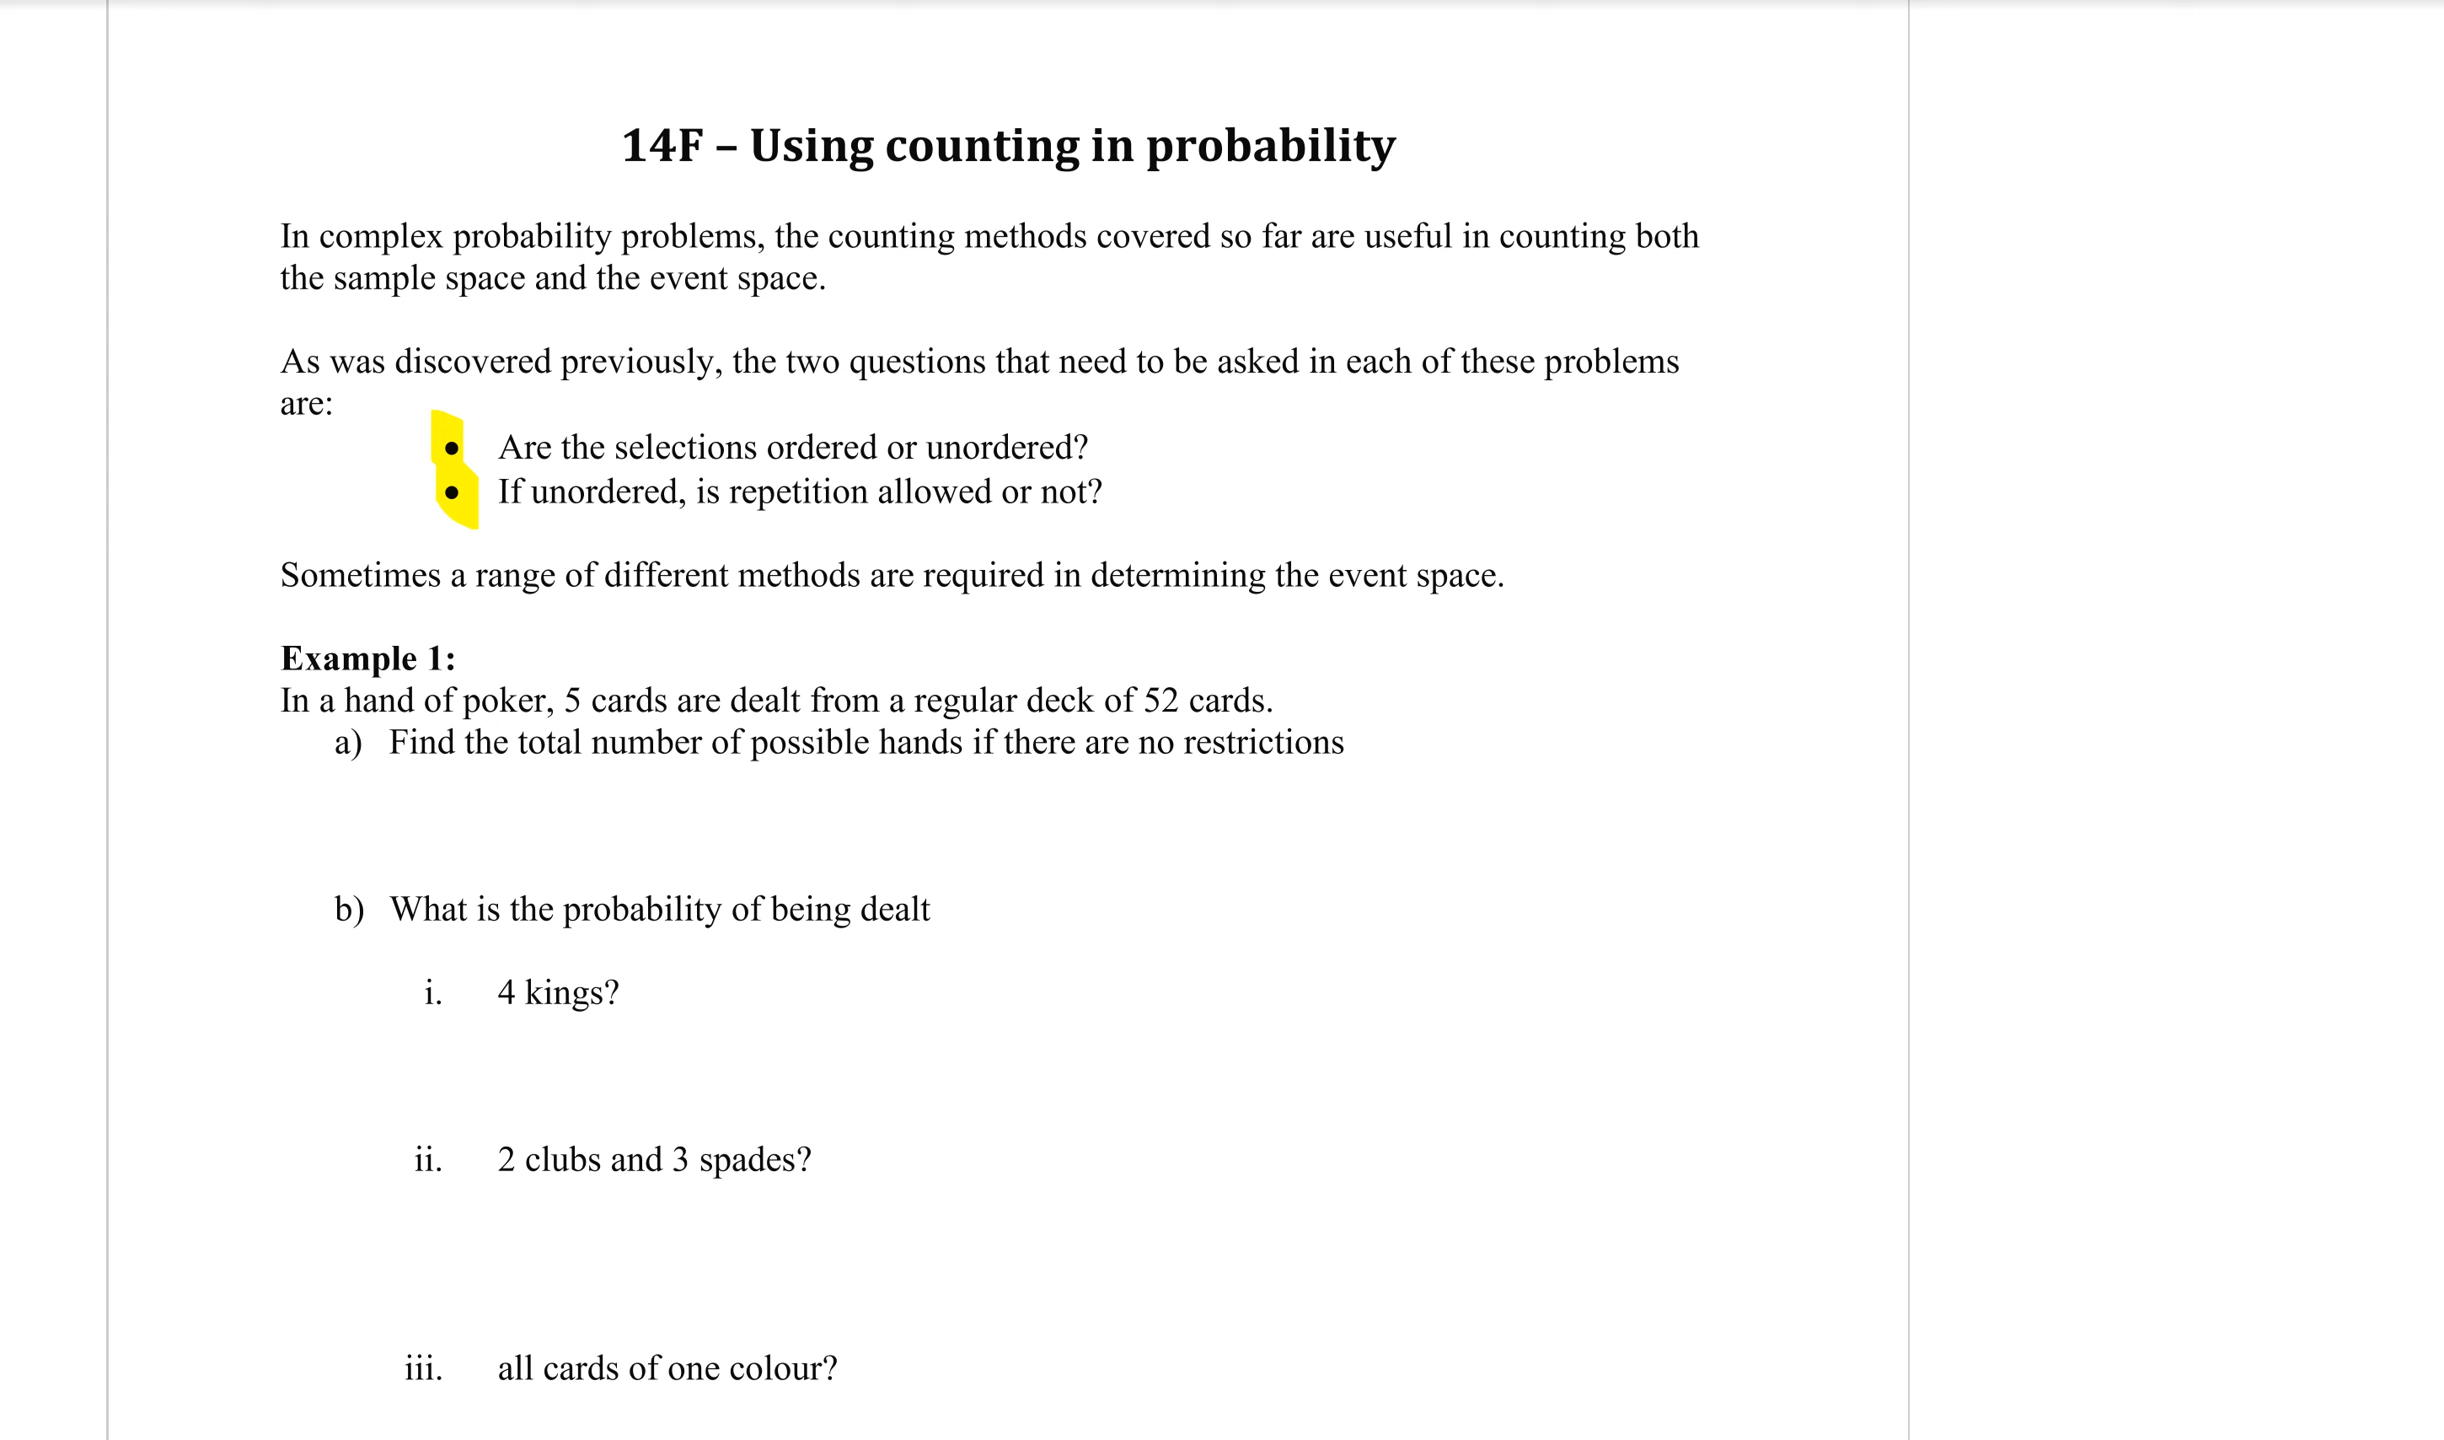 14F – Using counting in probability
In complex probability problems, the counting methods covered so far are useful in counting both
the sample space and the event space.
As was discovered previously, the two questions that need to be asked in each of these problems
are:
• Are the selections ordered or unordered?
• If unordered, is repetition allowed or not?
Sometimes a range of different methods are required in determining the event space.
Example 1:
In a hand of poker, 5 cards are dealt from a regular deck of 52 cards.
a) Find the total number of possible hands if there are no restrictions
b) What is the probability of being dealt
i. 4 kings?
ii. 2 clubs and 3 spades?
iii. all cards of one colour?